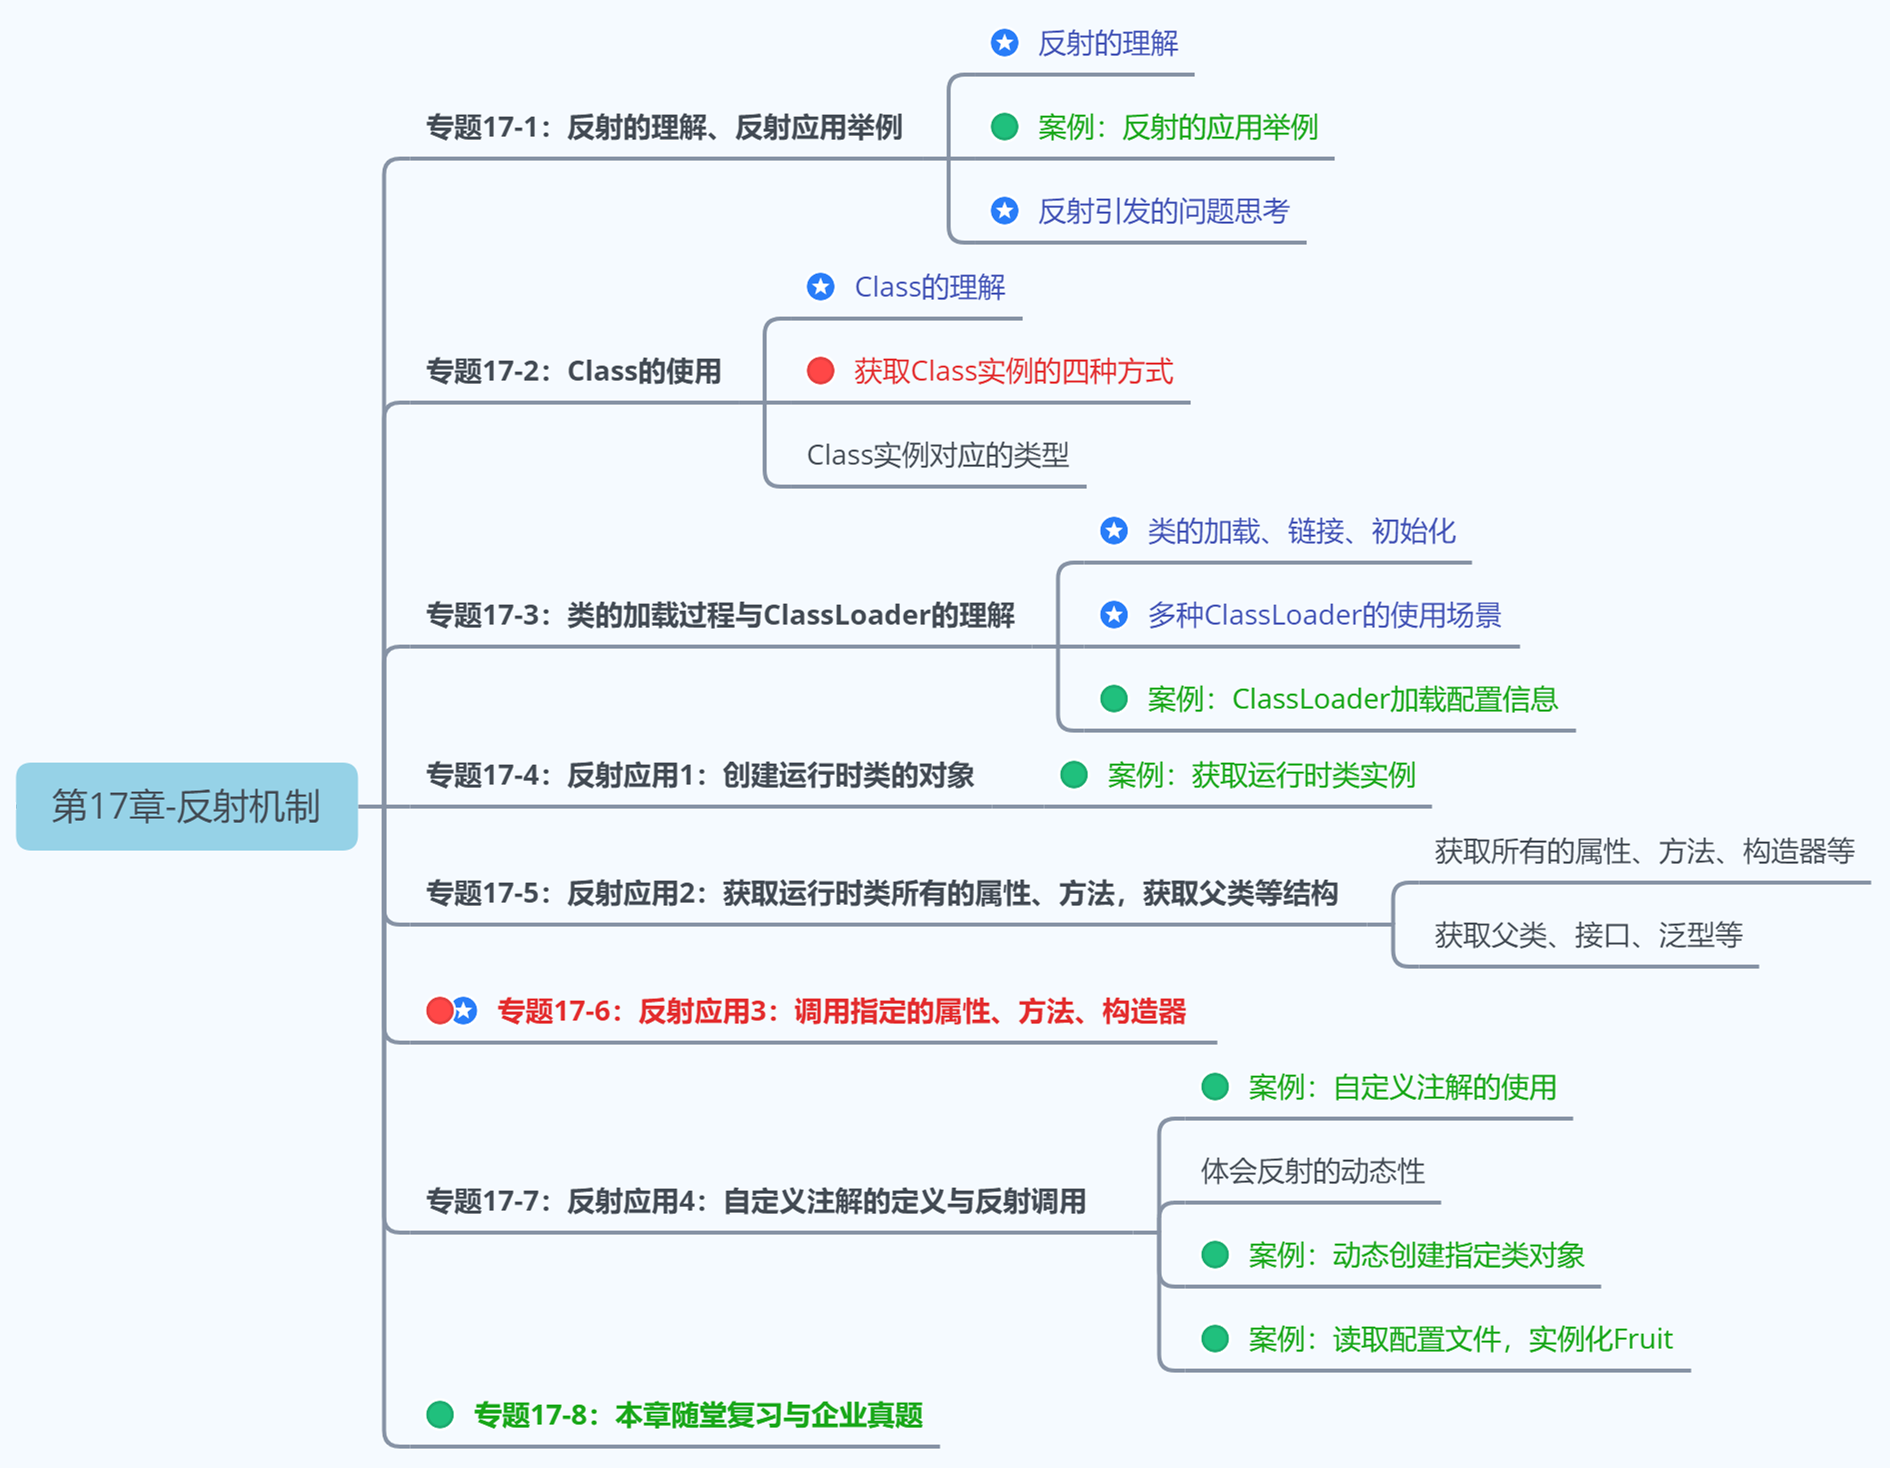 第17章-反射机制
专题17-1：反射的理解、反射应用举例
反射的理解
案例：反射的应用举例
反射引发的问题思考
专题17-2：Class的使用
Class的理解
获取Class实例的四种方式
Class实例对应的类型
专题17-3：类的加载过程与ClassLoader的理解
类的加载、链接、初始化
多种ClassLoader的使用场景
案例：ClassLoader加载配置信息
专题17-4：反射应用1：创建运行时类的对象
案例：获取运行时类实例
专题17-5：反射应用2：获取运行时类所有的属性、方法，获取父类等结构
获取所有的属性、方法、构造器等
获取父类、接口、泛型等
专题17-6：反射应用3：调用指定的属性、方法、构造器
专题17-7：反射应用4：自定义注解的定义与反射调用
案例：自定义注解的使用
体会反射的动态性
案例：动态创建指定类对象
案例：读取配置文件，实例化Fruit
专题17-8：本章随堂复习与企业真题